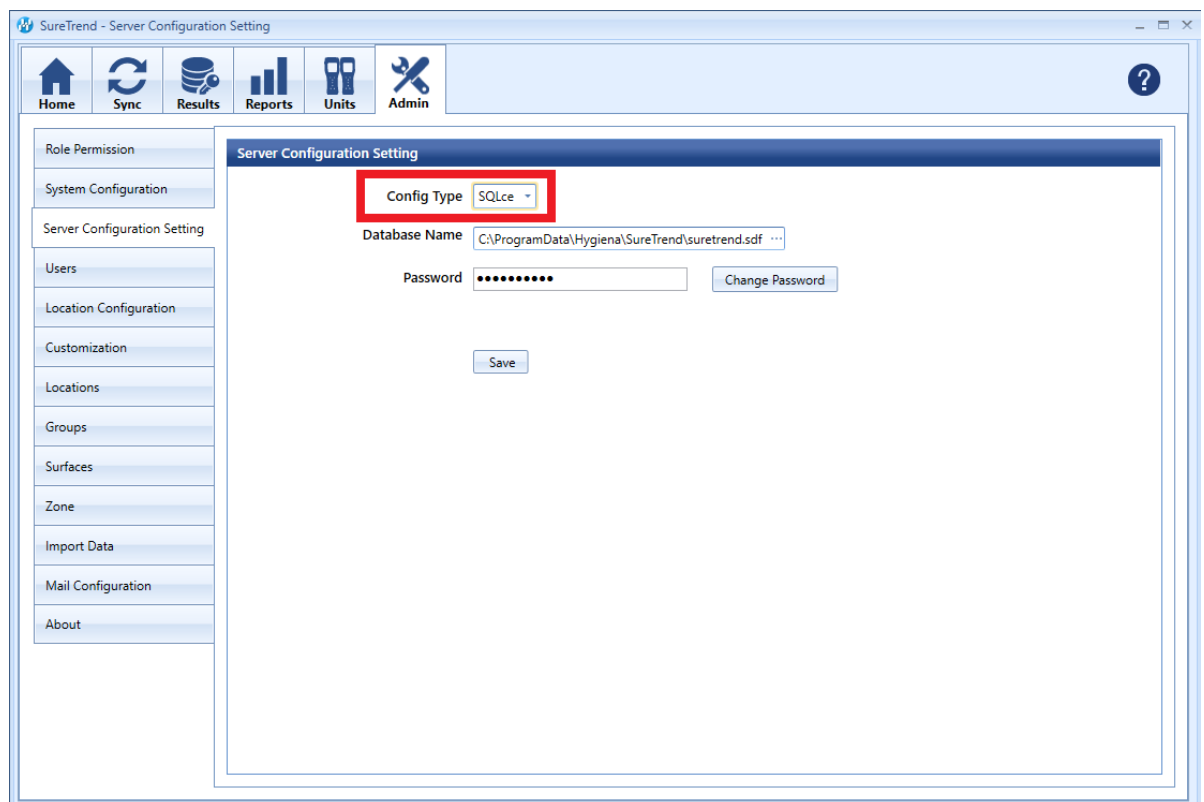 SureTrend - Server Configuration Setting
Home Sync Results Reports Units Admin
?
Role Permission
System Configuration
Server Configuration Setting
Users
Location Configuration
Customization
Locations
Groups
Surfaces
Zone
Import Data
Mail Configuration
About
Server Configuration Setting
Config Type SQLce
Database Name C:\ProgramData\Hygiena\SureTrend\suretrend.sdf ...
Password •••••••••• Change Password
Save